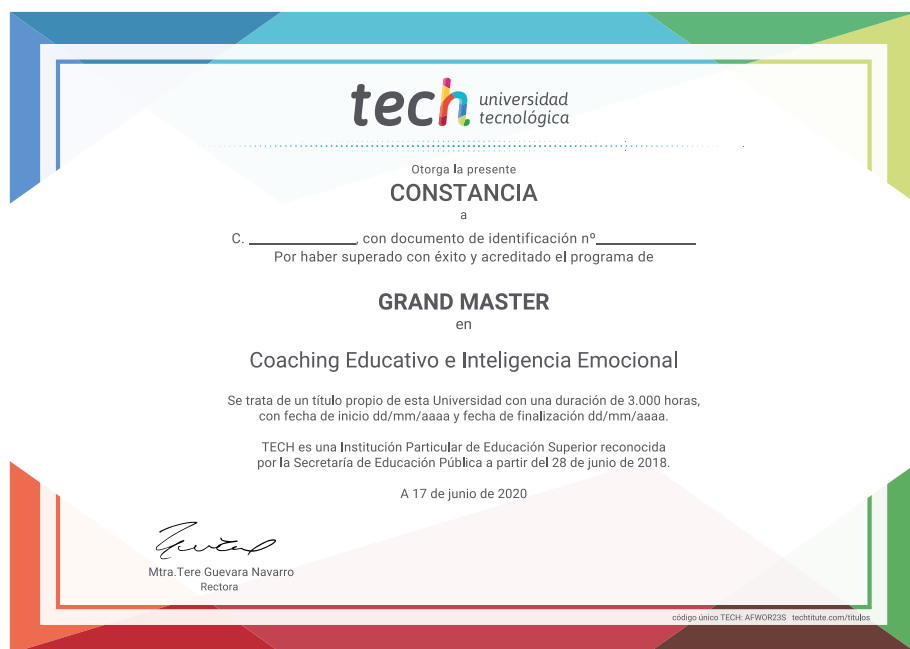 tech universidad
tecnológica
Otorga la presente
CONSTANCIA
a
C. ____________, con documento de identificación nº____________
Por haber superado con éxito y acreditado el programa de
GRAND MASTER
en
Coaching Educativo e Inteligencia Emocional
Se trata de un título propio de esta Universidad con una duración de 3.000 horas,
con fecha de inicio dd/mm/aaaa y fecha de finalización dd/mm/aaaa.
TECH es una Institución Particular de Educación Superior reconocida
por la Secretaría de Educación Pública a partir del 28 de junio de 2018.
A 17 de junio de 2020
Mtra.Tere Guevara Navarro
Rectora
código único TECH: AFWOR23S techtitute.com/titulos